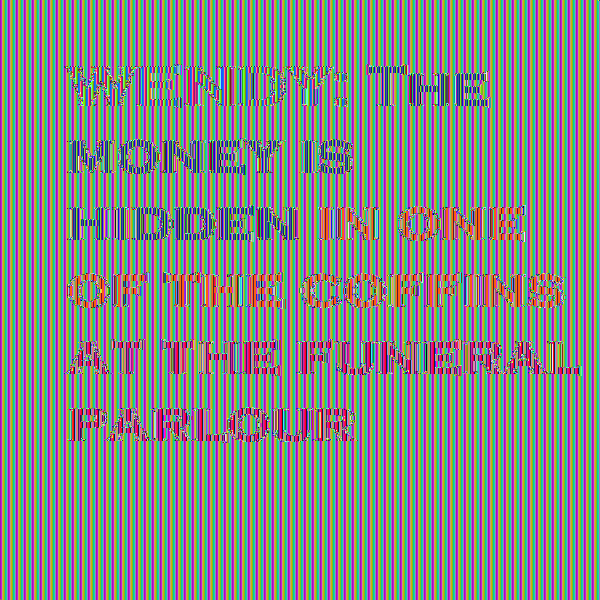 WENDY: THE
MONEY IS
HIDDEN IN ONE
OF THE COFFINS
AT THE FUNERAL
PARLOUR